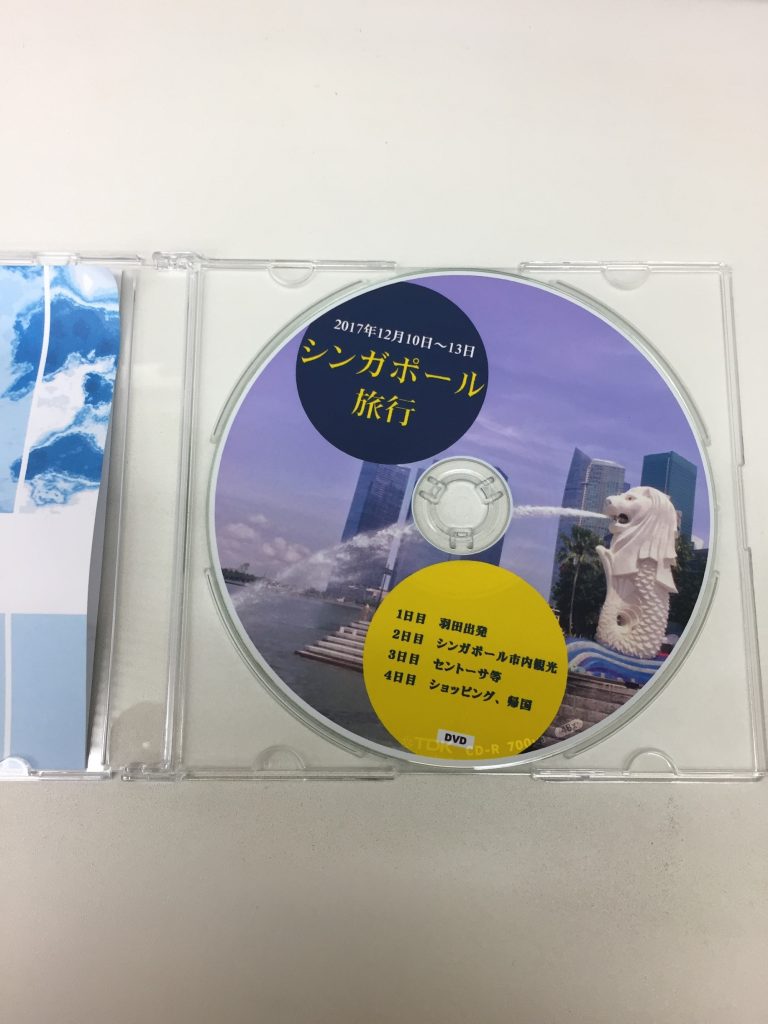 2017年12月10日～13日
シンガポール
旅行
1日目 羽田出発
2日目 シンガポール市内観光
3日目 セントーサ等
4日目 ショッピング、帰国
DVD
TDK CD-R 700